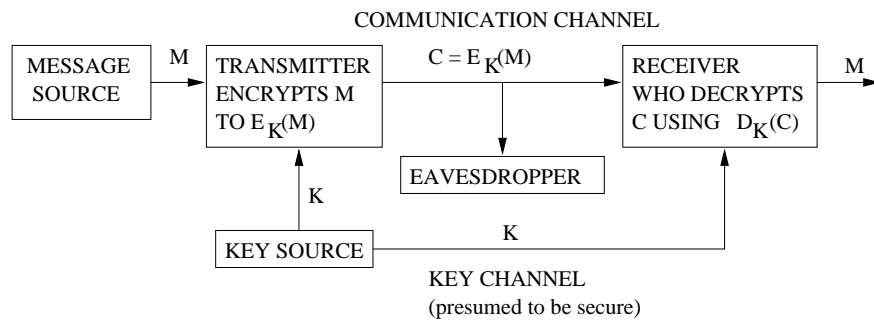 COMMUNICATION CHANNEL
MESSAGE
SOURCE
M
TRANSMITTER
ENCRYPTS M
TO E_K(M)
C = E_K(M)
RECEIVER
WHO DECRYPTS
C USING D_K(C)
M
EAVESDROPPER
K
KEY SOURCE
K
KEY CHANNEL
(presumed to be secure)